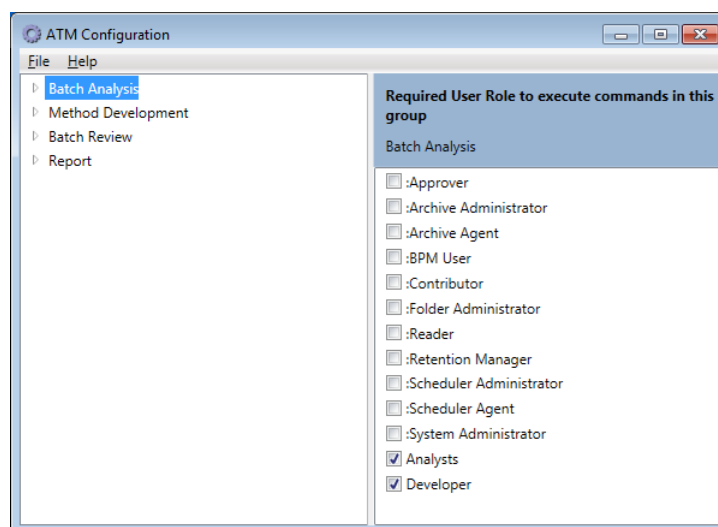 ATM Configuration
File Help
Batch Analysis
Method Development
Batch Review
Report
Required User Role to execute commands in this
group
Batch Analysis
:Approver
:Archive Administrator
:Archive Agent
:BPM User
:Contributor
:Folder Administrator
:Reader
:Retention Manager
:Scheduler Administrator
:Scheduler Agent
:System Administrator
Analysts
Developer